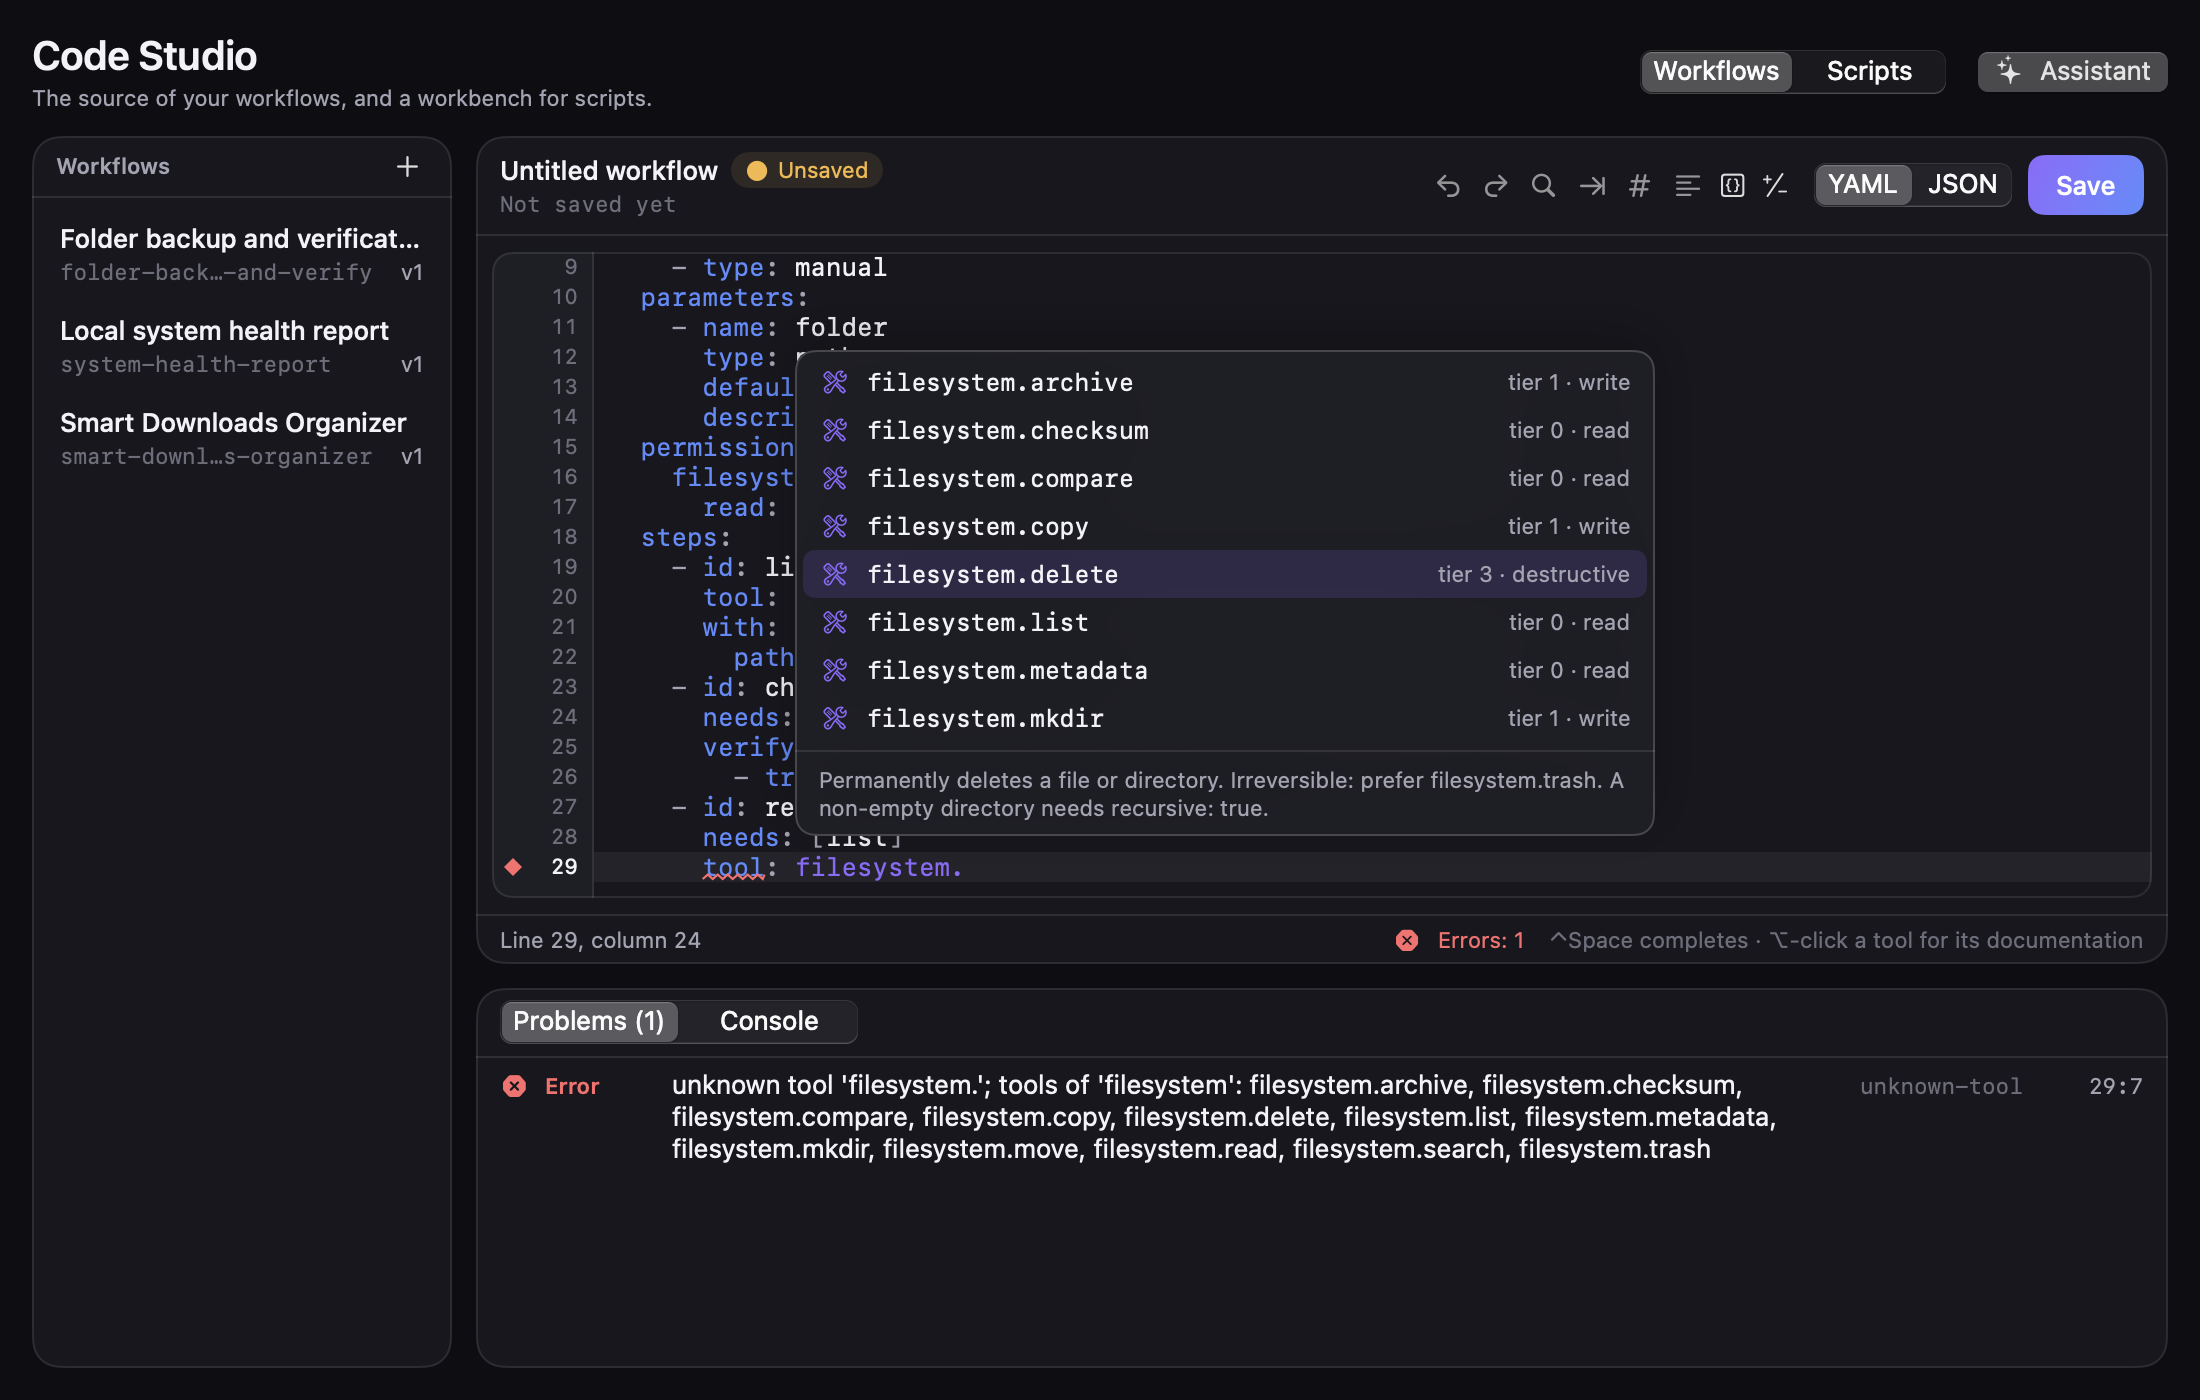 Code Studio
The source of your workflows, and a workbench for scripts.
Workflows
Scripts
Assistant
Workflows
Folder backup and verificat...
folder-back…-and-verify v1
Local system health report
system-health-report v1
Smart Downloads Organizer
smart-downl…s-organizer v1
Untitled workflow
Unsaved
Not saved yet
YAML
JSON
Save
9 - type: manual
10 parameters:
11 - name: folder
12 type:
13 defaul
14 descri
15 permission
16 filesyst
17 read:
18 steps:
19 - id: li
20 tool:
21 with:
22 path
23 - id: ch
24 needs:
25 verify
26 - tr
27 - id: re
28 needs: [list]
29 tool: filesystem.
filesystem.archive tier 1 · write
filesystem.checksum tier 0 · read
filesystem.compare tier 0 · read
filesystem.copy tier 1 · write
filesystem.delete tier 3 · destructive
filesystem.list tier 0 · read
filesystem.metadata tier 0 · read
filesystem.mkdir tier 1 · write
Permanently deletes a file or directory. Irreversible: prefer filesystem.trash. A
non-empty directory needs recursive: true.
Line 29, column 24
Errors: 1
^Space completes · ⌥-click a tool for its documentation
Problems (1)
Console
Error
unknown tool 'filesystem.'; tools of 'filesystem': filesystem.archive, filesystem.checksum,
filesystem.compare, filesystem.copy, filesystem.delete, filesystem.list, filesystem.metadata,
filesystem.mkdir, filesystem.move, filesystem.read, filesystem.search, filesystem.trash
unknown-tool
29:7